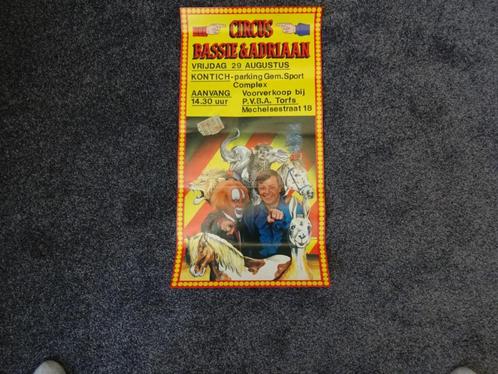 CIRCUS
BASSIE & ADRIAAN
VRIJDAG 29 AUGUSTUS
KONTICH - parking Gem. Sport
Complex
AANVANG Voorverkoop bij
14.30 uur P.V.B.A. Torfs
Mechelsestraat 18